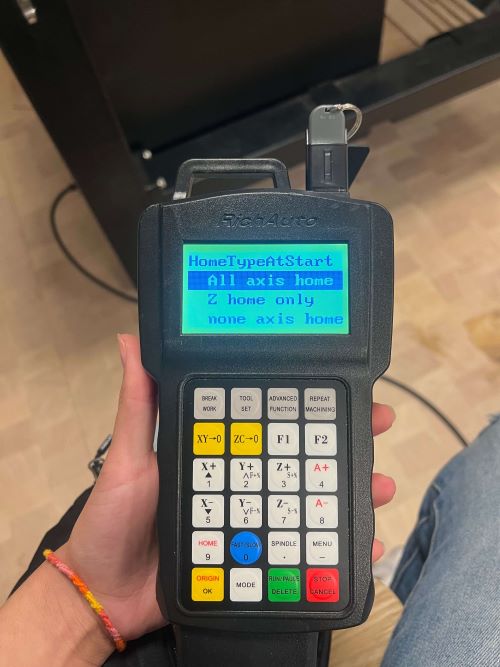 RichAuto
HomeTypeAtStart
All axis home
Z home only
none axis home
BREAK WORK
TOOL SET
ADVANCED FUNCTION
REPEAT MACHINING
XY→0
ZC→0
F1
F2
X+ ▲ 1
Y+ ∧F+% 2
Z+ S+% 3
A+ 4
X- ▼ 5
Y- ∨F-% 6
Z- S-% 7
A- 8
HOME 9
FAST/SLOW 0
SPINDLE .
MENU –
ORIGIN OK
MODE
RUN/PAUSE DELETE
STOP CANCEL